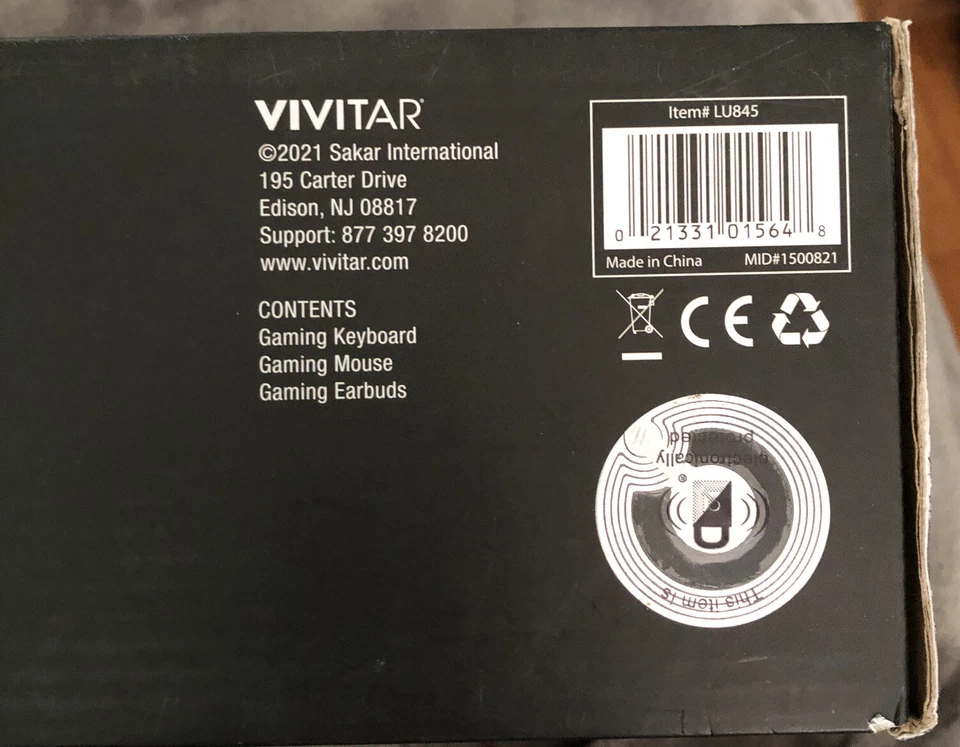 VIVITAR®
©2021 Sakar International
195 Carter Drive
Edison, NJ 08817
Support: 877 397 8200
www.vivitar.com
CONTENTS
Gaming Keyboard
Gaming Mouse
Gaming Earbuds
Item# LU845
0 21331 01564 8
Made in China MID#1500821
CE
This item is
electronically
protected
®